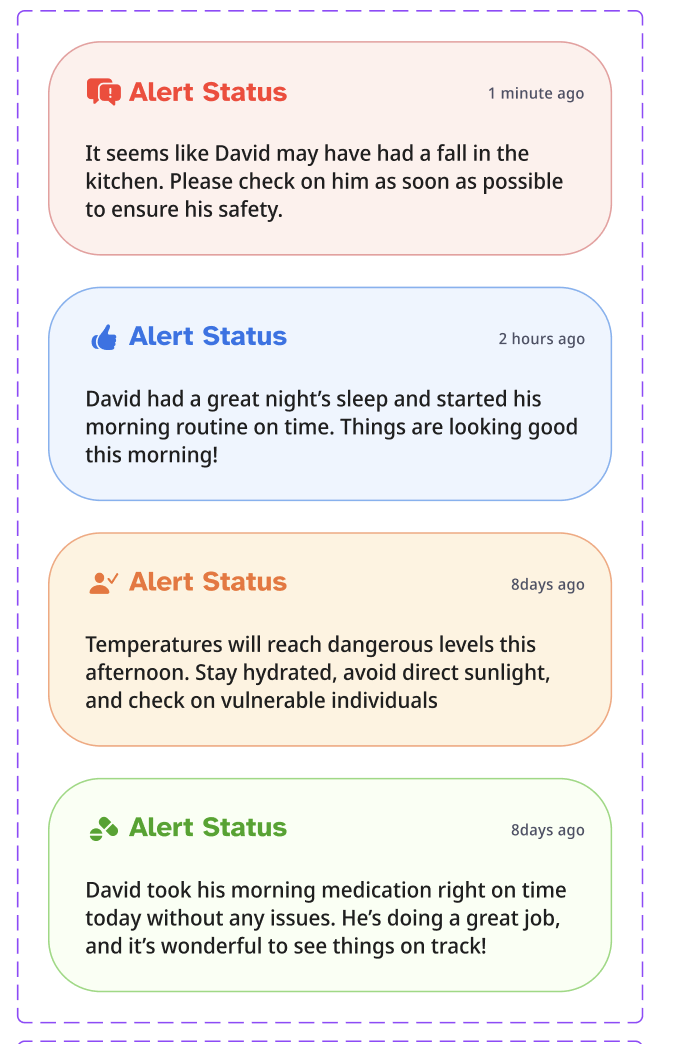 Alert Status
1 minute ago
It seems like David may have had a fall in the
kitchen. Please check on him as soon as possible
to ensure his safety.
Alert Status
2 hours ago
David had a great night’s sleep and started his
morning routine on time. Things are looking good
this morning!
Alert Status
8days ago
Temperatures will reach dangerous levels this
afternoon. Stay hydrated, avoid direct sunlight,
and check on vulnerable individuals
Alert Status
8days ago
David took his morning medication right on time
today without any issues. He’s doing a great job,
and it’s wonderful to see things on track!